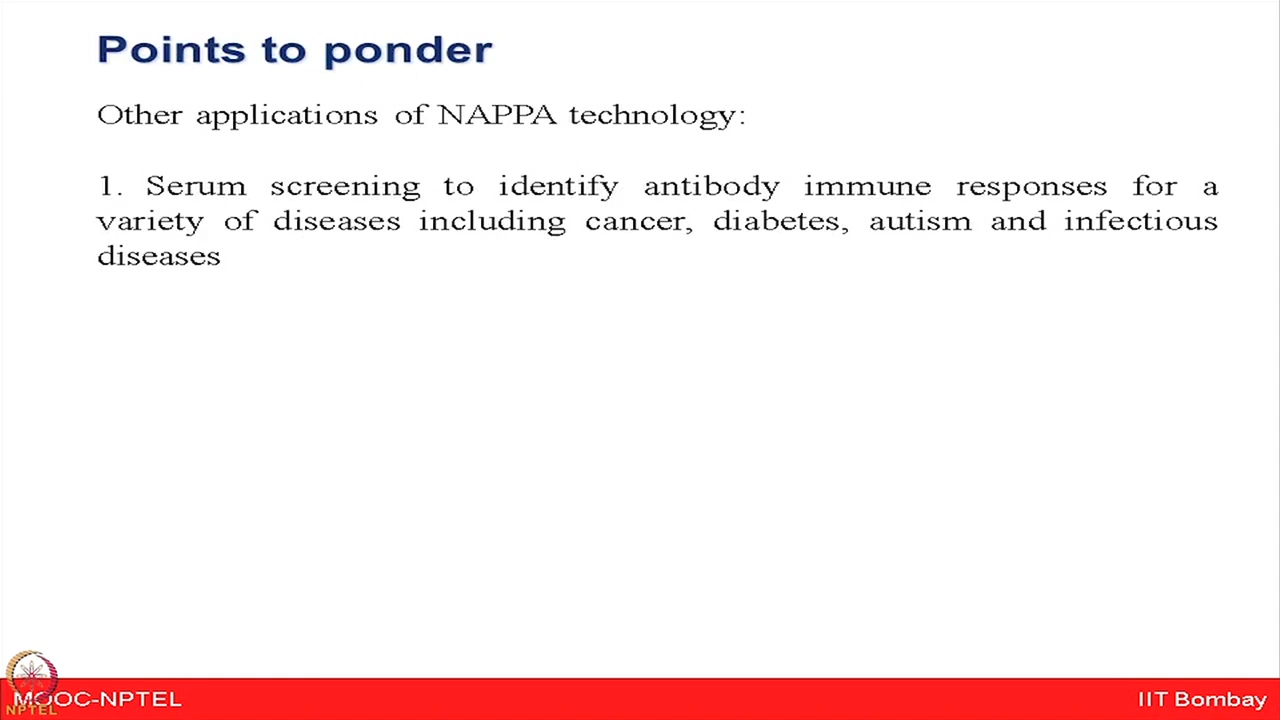 Points to ponder
Other applications of NAPPA technology:
1. Serum screening to identify antibody immune responses for a
variety of diseases including cancer, diabetes, autism and infectious
diseases
MOOC-NPTEL
NPTEL
IIT Bombay